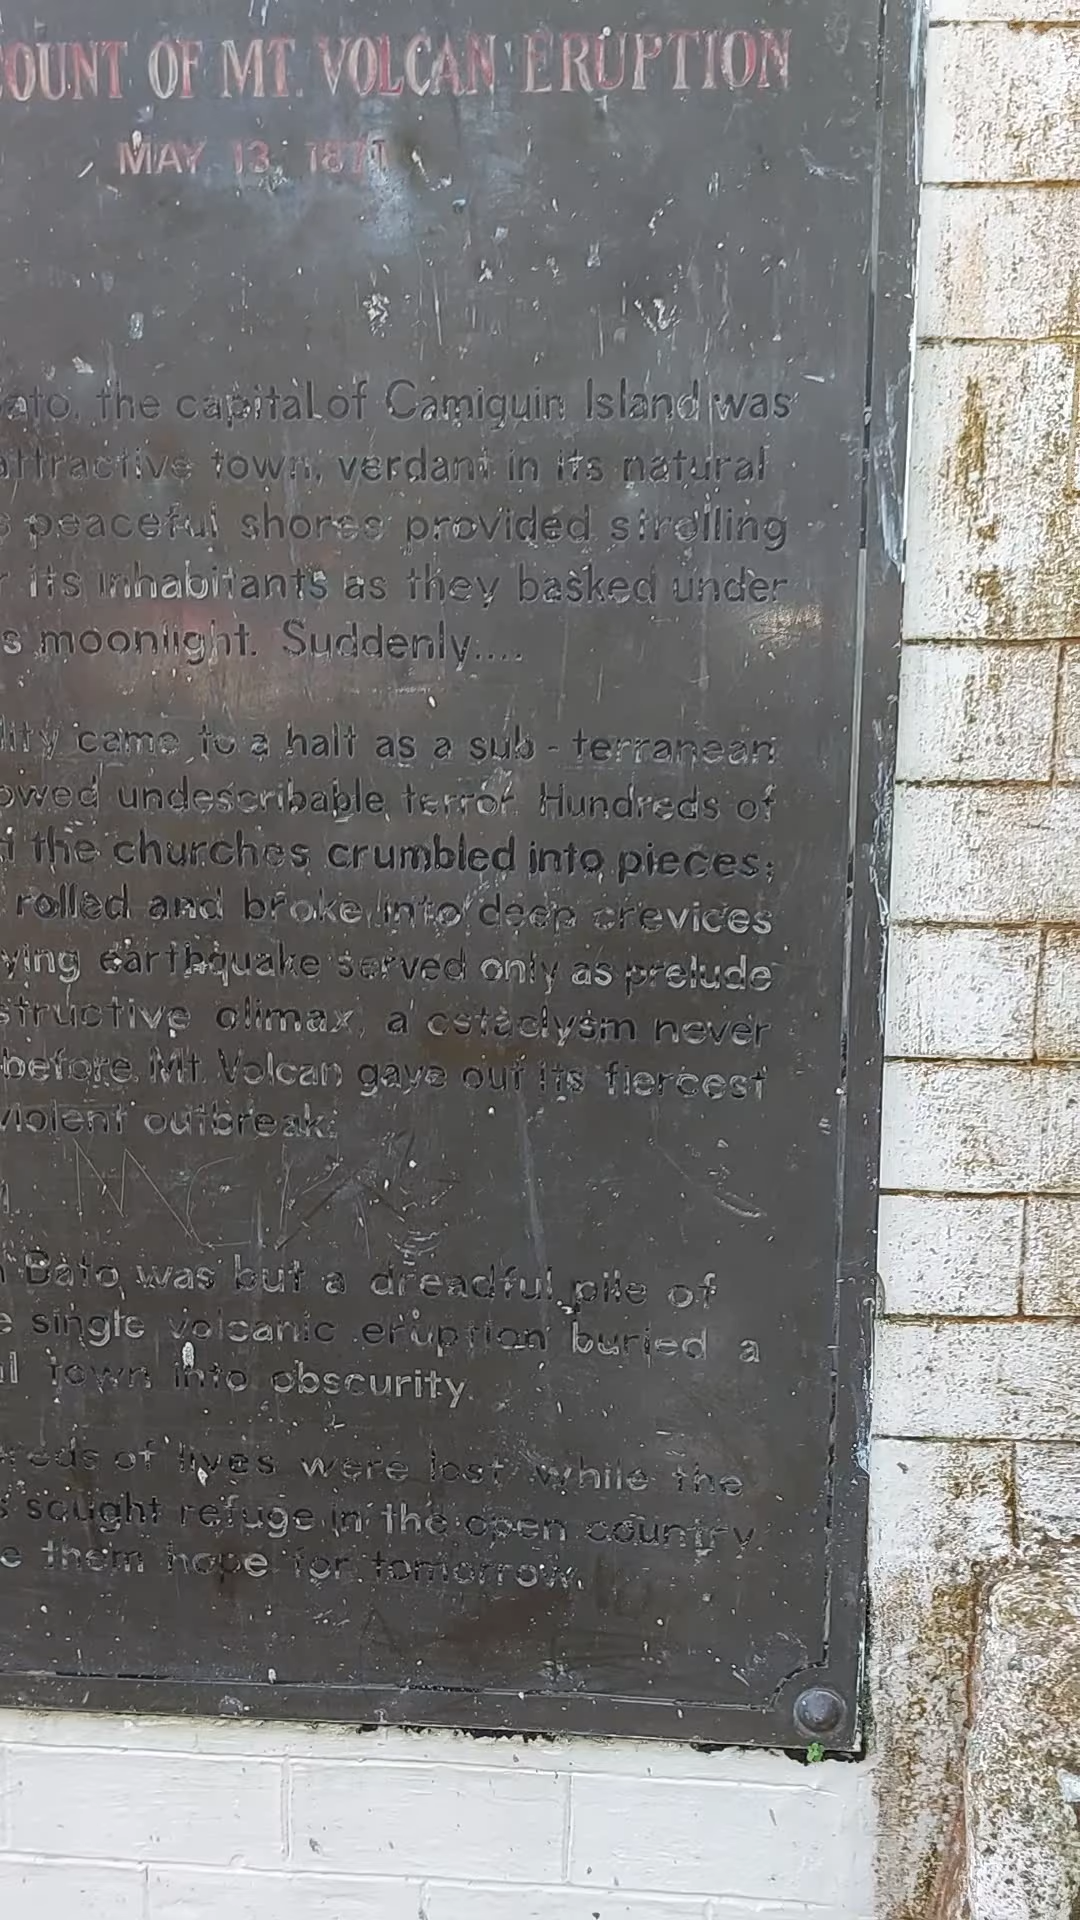 OUNT OF MT. VOLCAN ERUPTION
MAY 13, 1871
ato, the capital of Camiguin Island was
attractive town, verdant in its natural
s peaceful shores provided strolling
r its inhabitants as they basked under
s moonlight. Suddenly....
lity came to a halt as a sub - terranean
owed undescribable terror. Hundreds of
d the churches crumbled into pieces;
rolled and broke into deep crevices
ying earthquake served only as prelude
structive climax, a cataclysm never
before. Mt. Volcan gave out its fiercest
violent outbreak.
n Bato was but a dreadful pile of
e single volcanic eruption buried a
l town into obscurity.
reds of lives were lost while the
s sought refuge in the open country
e them hope for tomorrow.